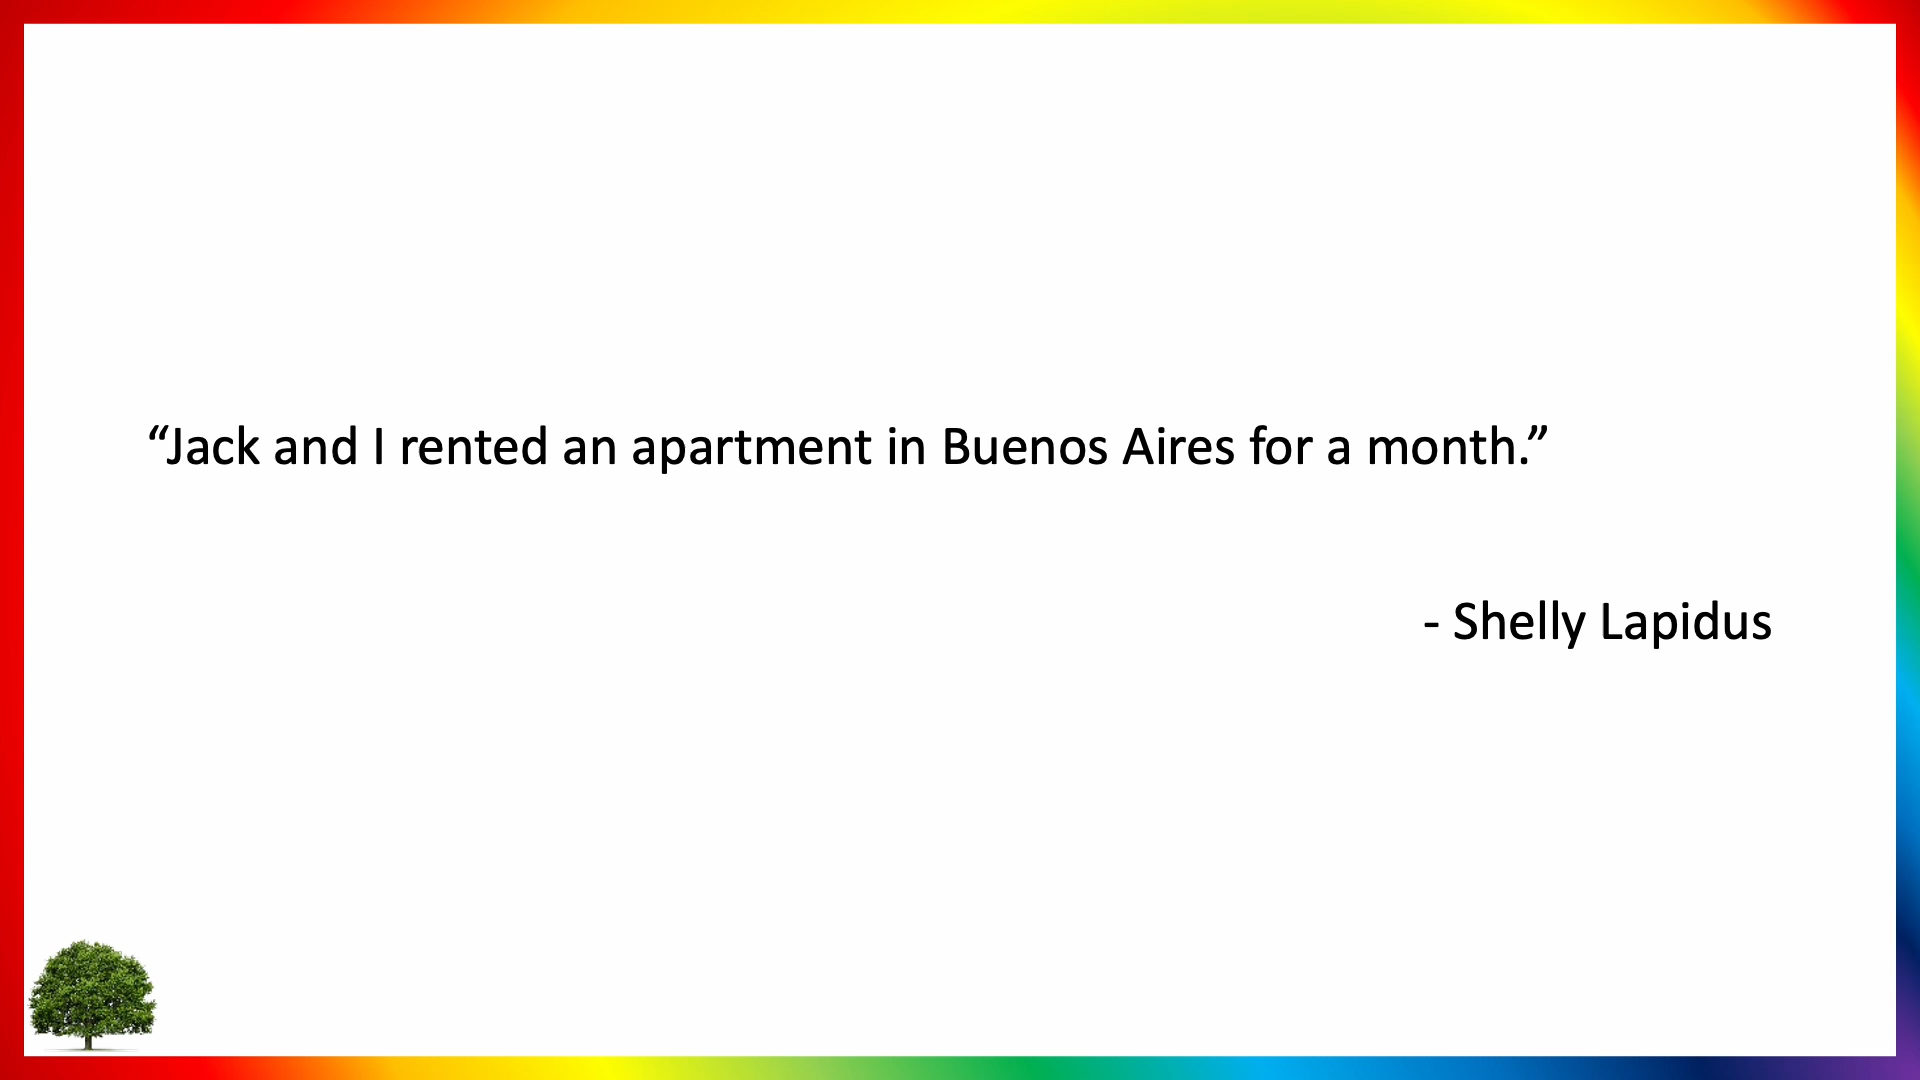 “Jack and I rented an apartment in Buenos Aires for a month.”
- Shelly Lapidus